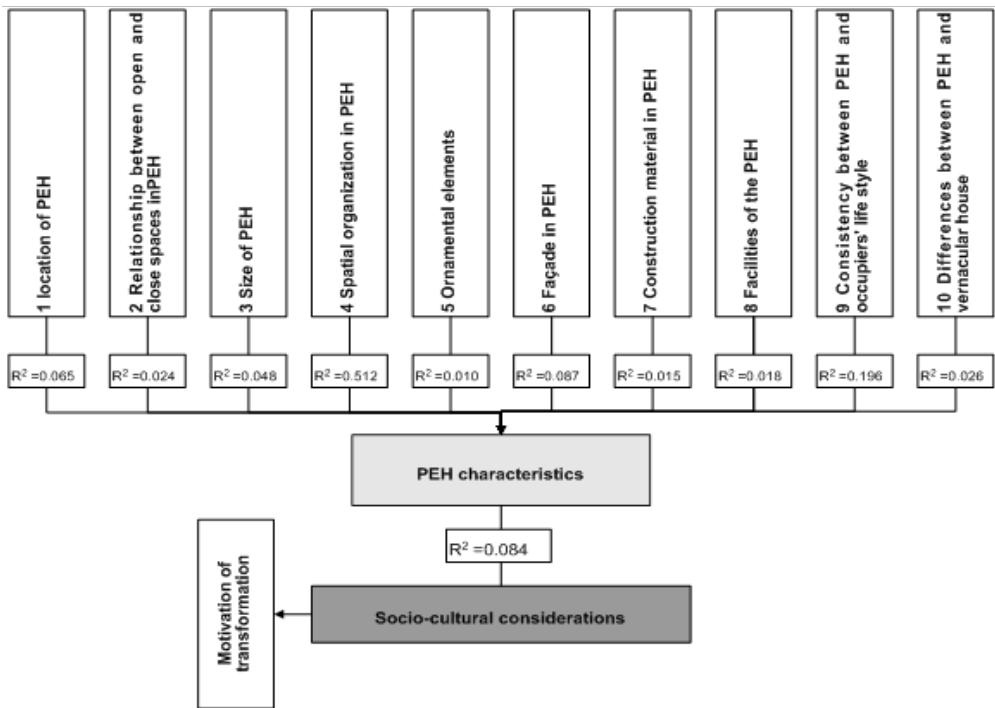 1 location of PEH
2 Relationship between open and
close spaces inPEH
3 Size of PEH
4 Spatial organization in PEH
5 Ornamental elements
6 Façade in PEH
7 Construction material in PEH
8 Facilities of the PEH
9 Consistency between PEH and
occupiers' life style
10 Differences between PEH and
vernacular house
R² =0.065
R² =0.024
R² =0.048
R² =0.512
R² =0.010
R² =0.087
R² =0.015
R² =0.018
R² =0.196
R² =0.026
PEH characteristics
R² =0.084
Socio-cultural considerations
Motivation of
transformation